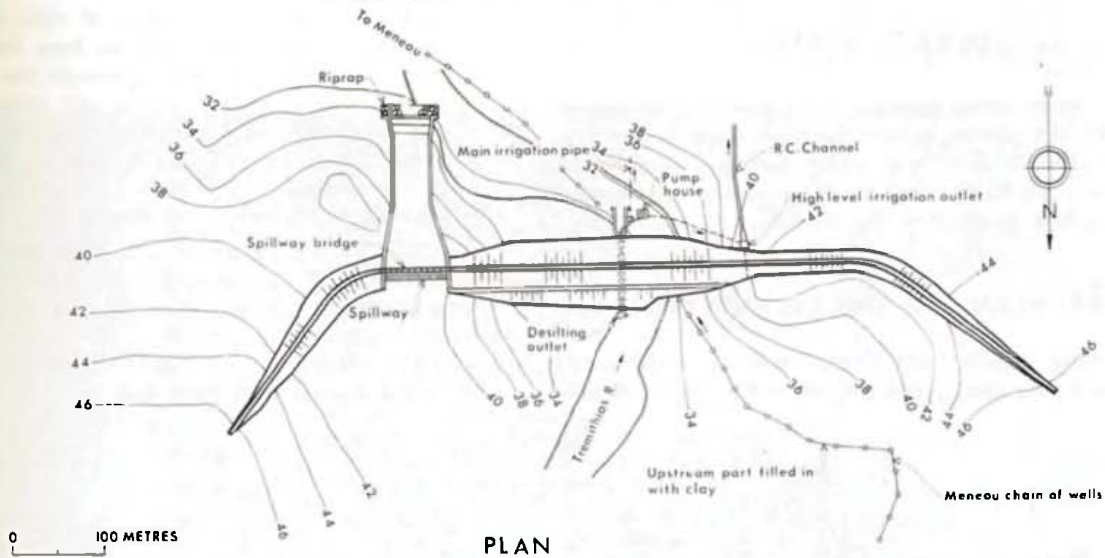 To Meneou
Riprap
32
34
36
38
Main irrigation pipe
34
32
38
36
Pump
house
R.C. Channel
40
High level irrigation outlet
42
N
Spillway bridge
40
42
44
46
Spillway
Desilting
outlet
40
38
36
34
Tremithios R.
34
36
38
40
42
44
46
44
46
Upstream part filled in
with clay
Meneou chain of wells
42
44
46
0 100 METRES
PLAN